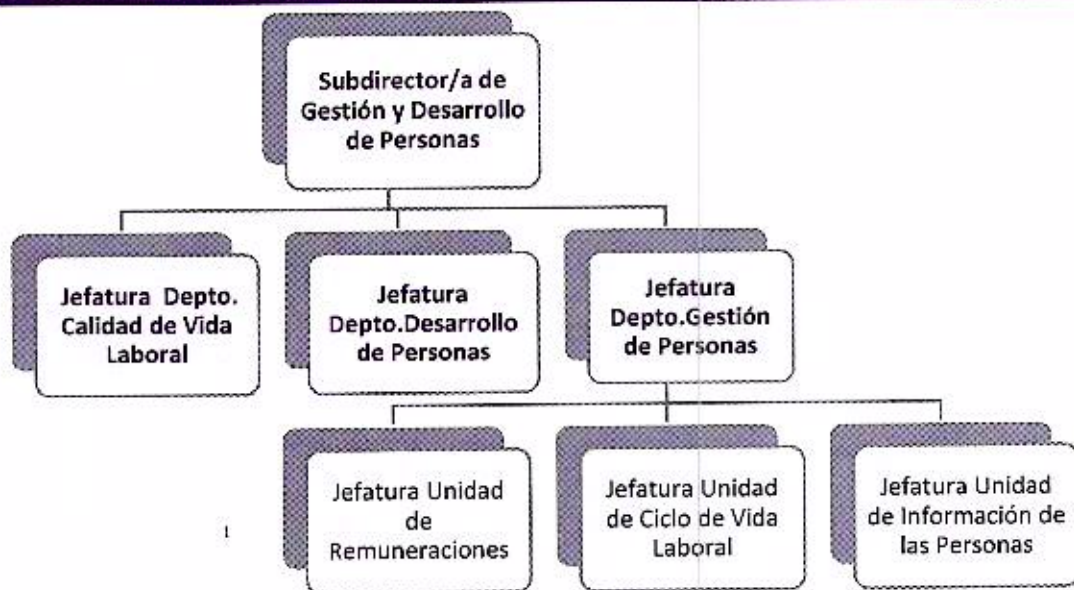 Subdirector/a de
Gestión y Desarrollo
de Personas
Jefatura Depto.
Calidad de Vida
Laboral
Jefatura
Depto.Desarrollo
de Personas
Jefatura
Depto.Gestión
de Personas
Jefatura Unidad
de
Remuneraciones
Jefatura Unidad
de Ciclo de Vida
Laboral
Jefatura Unidad
de Información de
las Personas